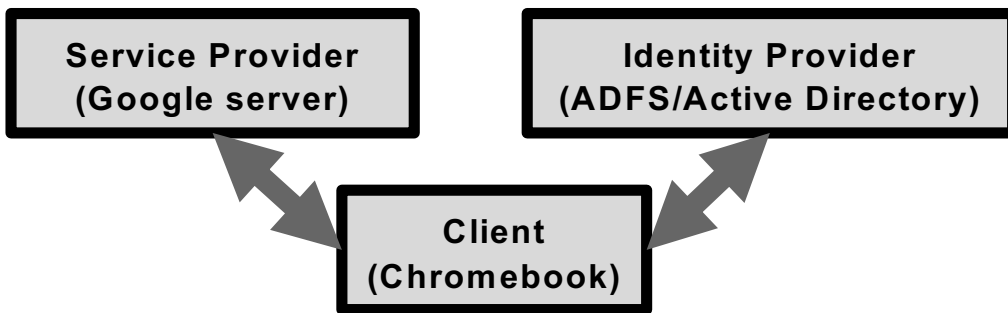 Service Provider
(Google server)
Identity Provider
(ADFS/Active Directory)
Client
(Chromebook)